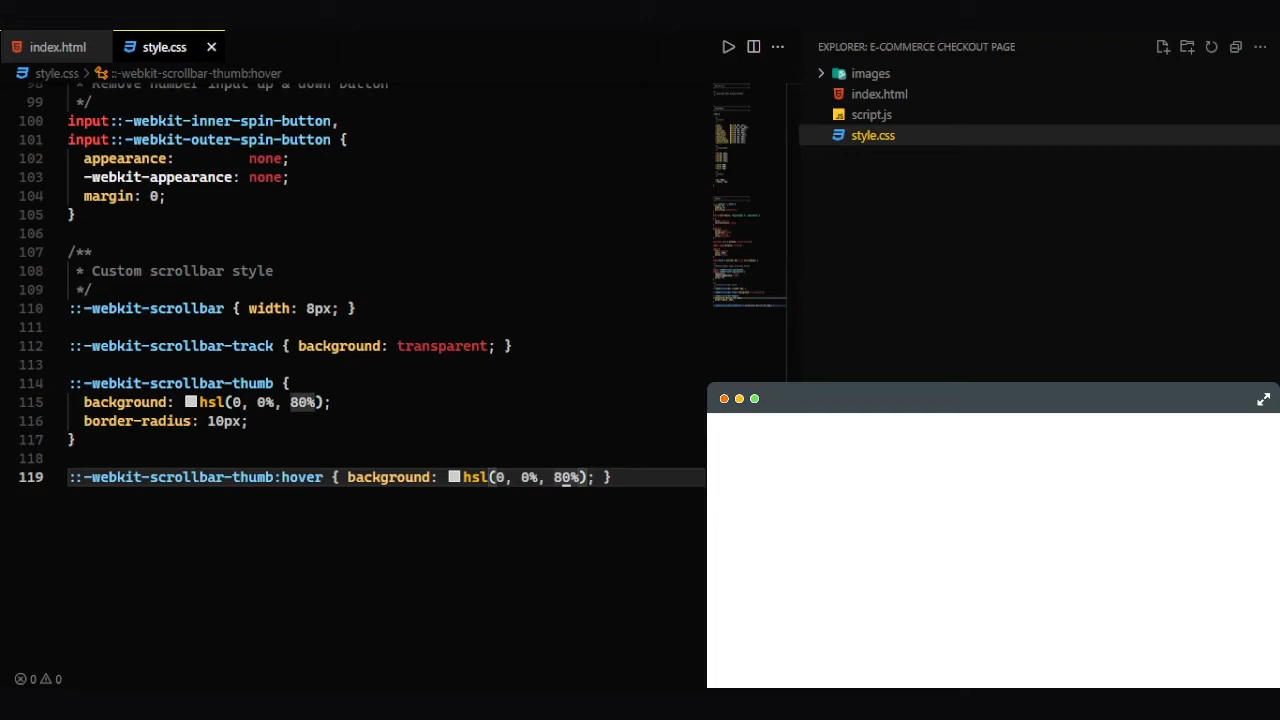 index.html
style.css
EXPLORER: E-COMMERCE CHECKOUT PAGE
style.css > ::-webkit-scrollbar-thumb:hover
images
index.html
script.js
style.css
98 * Remove number input up & down button
99 */
100 input::-webkit-inner-spin-button,
101 input::-webkit-outer-spin-button {
102 appearance: none;
103 -webkit-appearance: none;
104 margin: 0;
105 }
106
107 /**
108 * Custom scrollbar style
109 */
110 ::-webkit-scrollbar { width: 8px; }
111
112 ::-webkit-scrollbar-track { background: transparent; }
113
114 ::-webkit-scrollbar-thumb {
115 background: hsl(0, 0%, 80%);
116 border-radius: 10px;
117 }
118
119 ::-webkit-scrollbar-thumb:hover { background: hsl(0, 0%, 80%); }
0 0